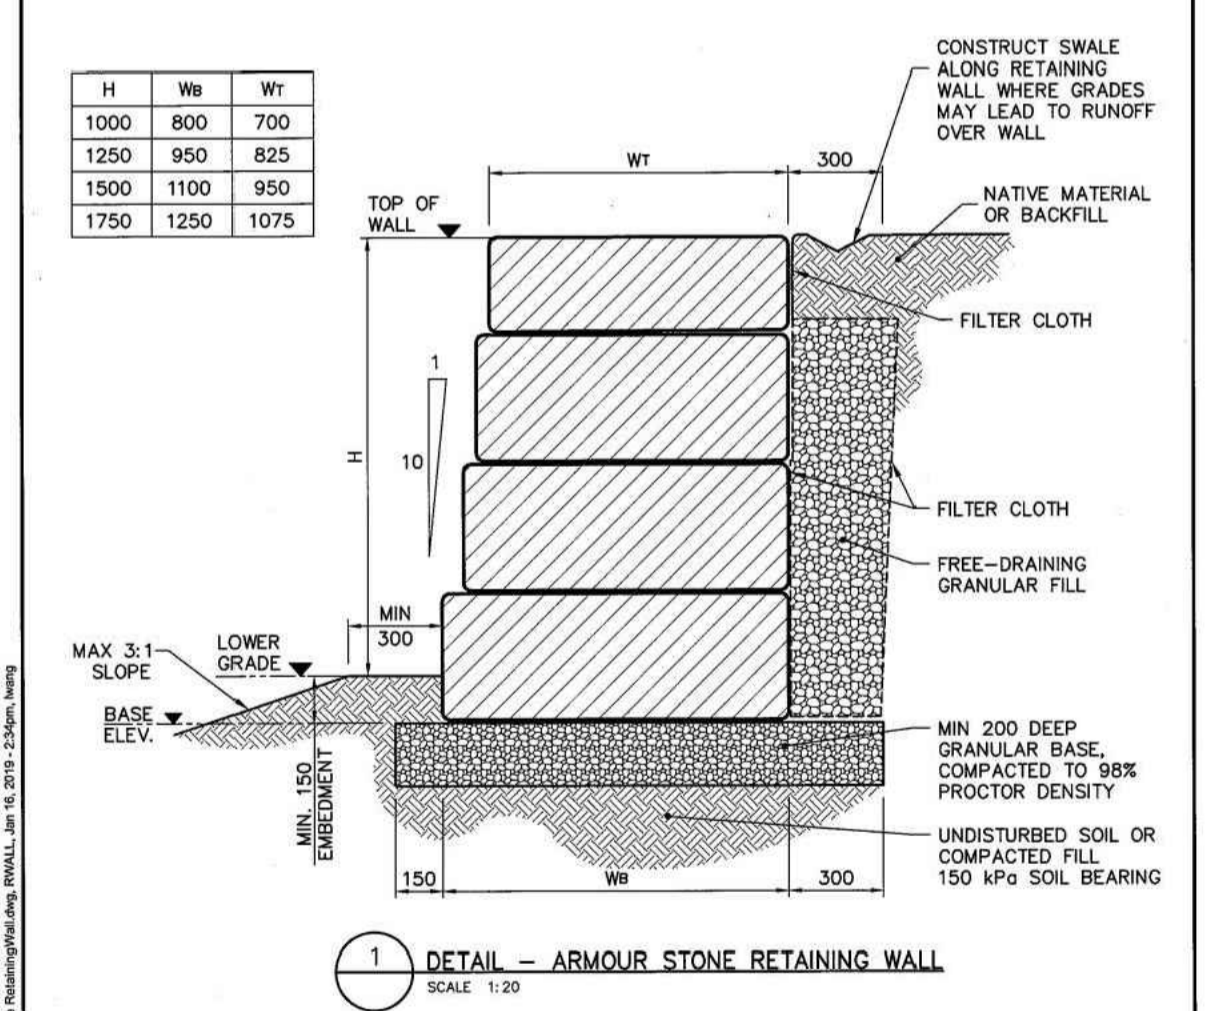 H WB WT
1000 800 700
1250 950 825
1500 1100 950
1750 1250 1075
CONSTRUCT SWALE
ALONG RETAINING
WALL WHERE GRADES
MAY LEAD TO RUNOFF
OVER WALL
WT
300
TOP OF
WALL
NATIVE MATERIAL
OR BACKFILL
FILTER CLOTH
1
10
H
FILTER CLOTH
FREE-DRAINING
GRANULAR FILL
MIN
300
MAX 3:1
SLOPE
LOWER
GRADE
BASE
ELEV.
MIN. 150
EMBEDMENT
MIN 200 DEEP
GRANULAR BASE,
COMPACTED TO 98%
PROCTOR DENSITY
UNDISTURBED SOIL OR
COMPACTED FILL
150 kPa SOIL BEARING
150
WB
300
1
DETAIL - ARMOUR STONE RETAINING WALL
SCALE 1:20
RetainingWall.dwg, RWALL, Jan 16, 2019 - 2:34pm, lwang